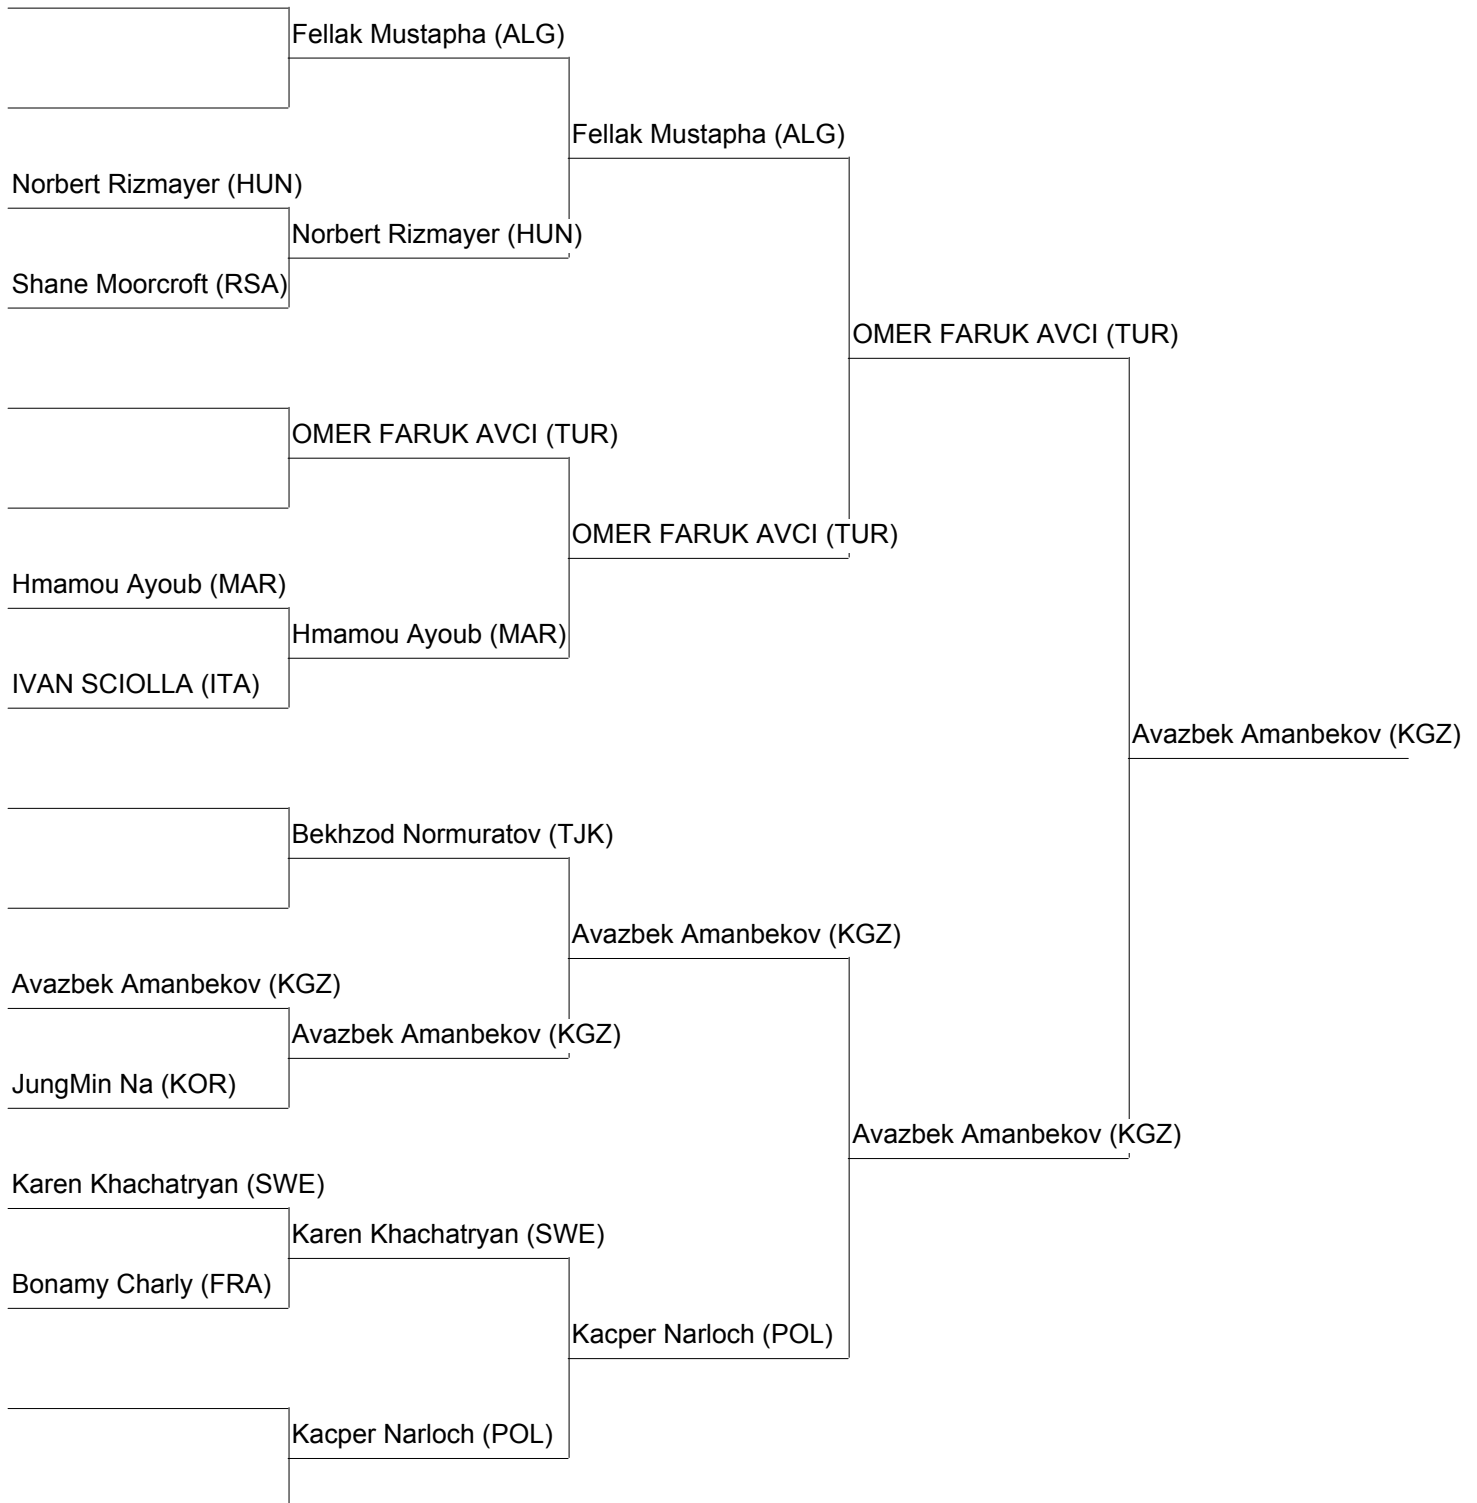 Fellak Mustapha (ALG)
Fellak Mustapha (ALG)
Norbert Rizmayer (HUN)
Norbert Rizmayer (HUN)
Shane Moorcroft (RSA)
OMER FARUK AVCI (TUR)
OMER FARUK AVCI (TUR)
OMER FARUK AVCI (TUR)
Hmamou Ayoub (MAR)
Hmamou Ayoub (MAR)
IVAN SCIOLLA (ITA)
Avazbek Amanbekov (KGZ)
Bekhzod Normuratov (TJK)
Avazbek Amanbekov (KGZ)
Avazbek Amanbekov (KGZ)
Avazbek Amanbekov (KGZ)
JungMin Na (KOR)
Avazbek Amanbekov (KGZ)
Karen Khachatryan (SWE)
Karen Khachatryan (SWE)
Bonamy Charly (FRA)
Kacper Narloch (POL)
Kacper Narloch (POL)